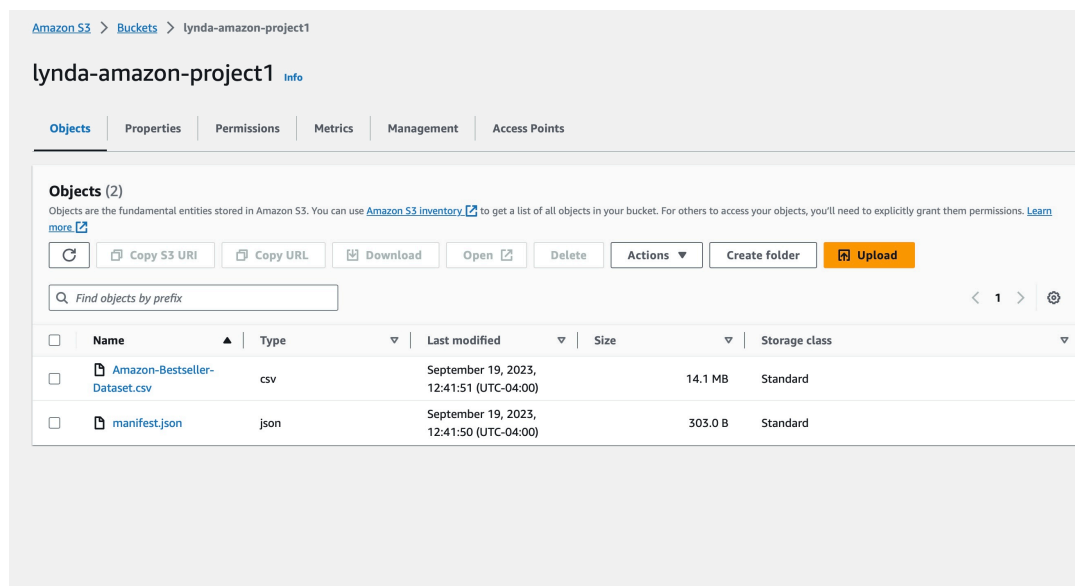 Amazon S3 > Buckets > lynda-amazon-project1
lynda-amazon-project1 Info
Objects Properties Permissions Metrics Management Access Points
Objects (2)
Objects are the fundamental entities stored in Amazon S3. You can use Amazon S3 inventory to get a list of all objects in your bucket. For others to access your objects, you'll need to explicitly grant them permissions. Learn
more
Copy S3 URI Copy URL Download Open Delete Actions Create folder Upload
Find objects by prefix
1
Name Type Last modified Size Storage class
Amazon-Bestseller-
Dataset.csv
csv
September 19, 2023,
12:41:51 (UTC-04:00)
14.1 MB
Standard
manifest.json
json
September 19, 2023,
12:41:50 (UTC-04:00)
303.0 B
Standard